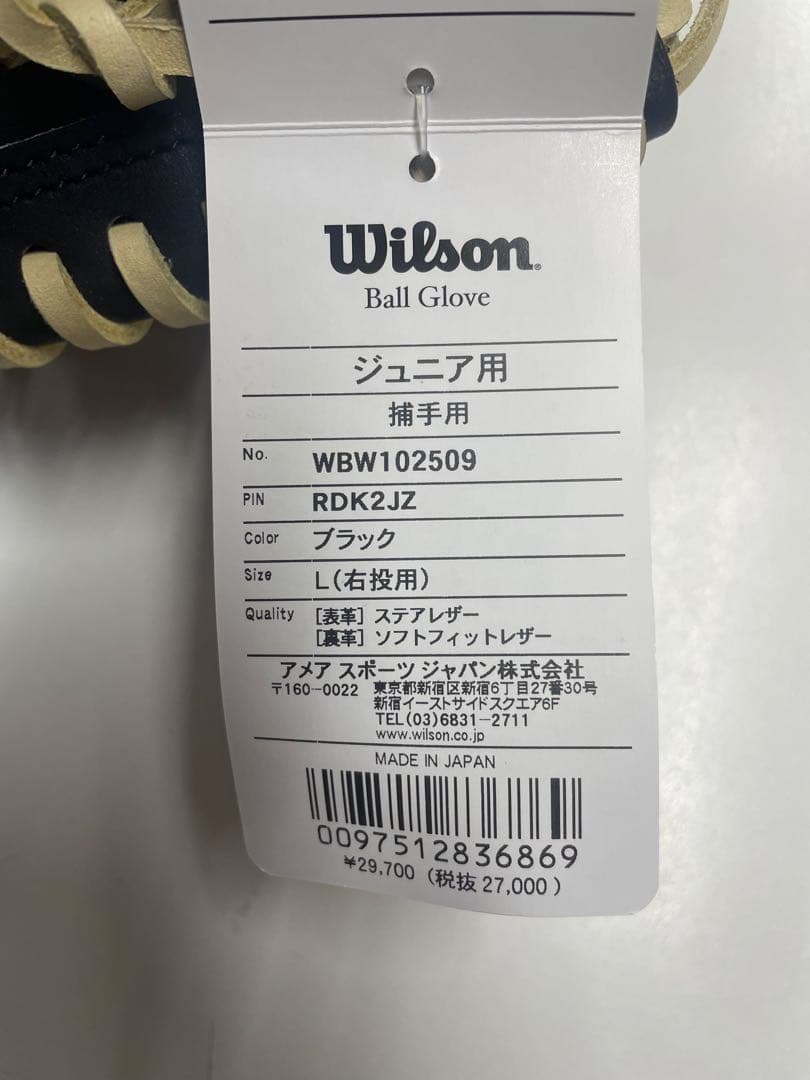 Wilson
Ball Glove
ジュニア用
捕手用
No. WBW102509
PIN RDK2JZ
Color ブラック
Size L(右投用)
Quality [表革] ステアレザー
[裏革] ソフトフィットレザー
アメア スポーツ ジャパン株式会社
〒160-0022 東京都新宿区新宿6丁目27番30号
新宿イーストサイドスクエア6F
TEL(03)6831-2711
www.wilson.co.jp
MADE IN JAPAN
0097512836869
¥29,700 (税抜 27,000)